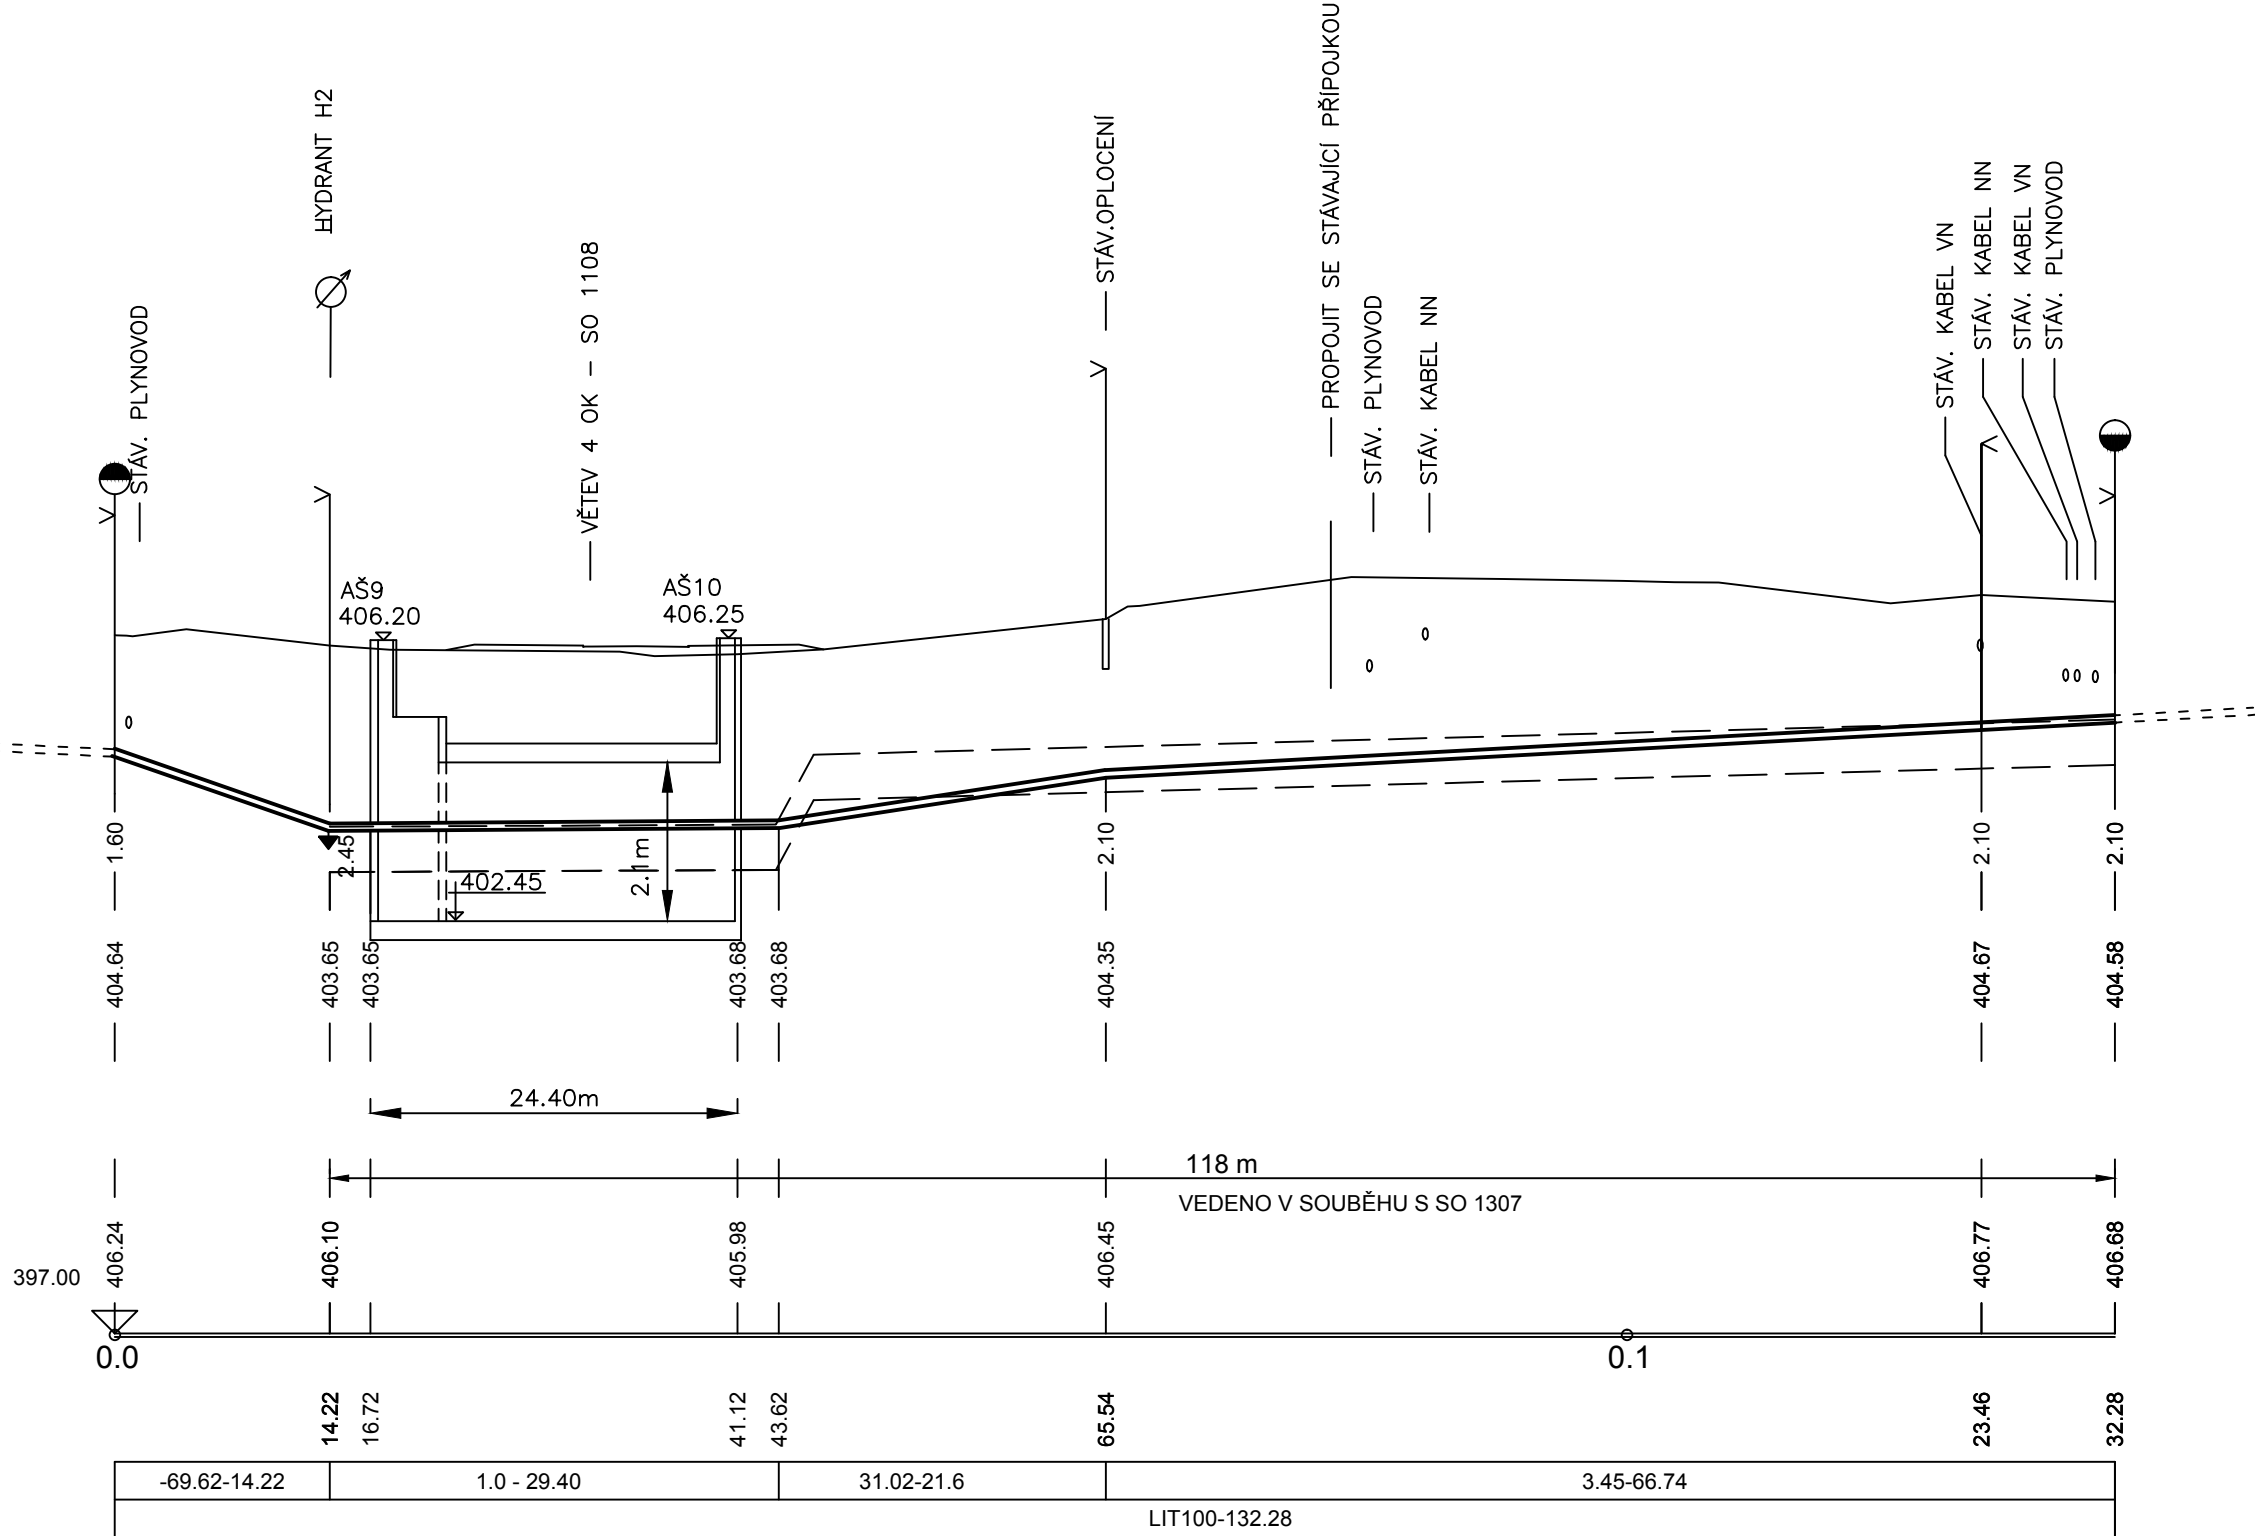 HYDRANT H2
STÁV. PLYNOVOD
VĚTEV 4 OK – SO 1108
STÁV.OPLOCENÍ
PROPOJIT SE STÁVAJÍCÍ PŘÍPOJKOU
STÁV. PLYNOVOD
STÁV. KABEL NN
STÁV. KABEL VN
STÁV. KABEL NN
STÁV. KABEL VN
STÁV. PLYNOVOD
AŠ9
406.20
AŠ10
406.25
1.60
2.45
402.45
2.1m
2.10
2.10
2.10
404.64
403.65
403.65
403.68
403.68
404.35
404.67
404.58
24.40m
118 m
VEDENO V SOUBĚHU S SO 1307
397.00
406.24
406.10
405.98
406.45
406.77
406.68
0.0
0.1
14.22
16.72
41.12
43.62
65.54
23.46
32.28
-69.62-14.22
1.0 - 29.40
31.02-21.6
3.45-66.74
LIT100-132.28